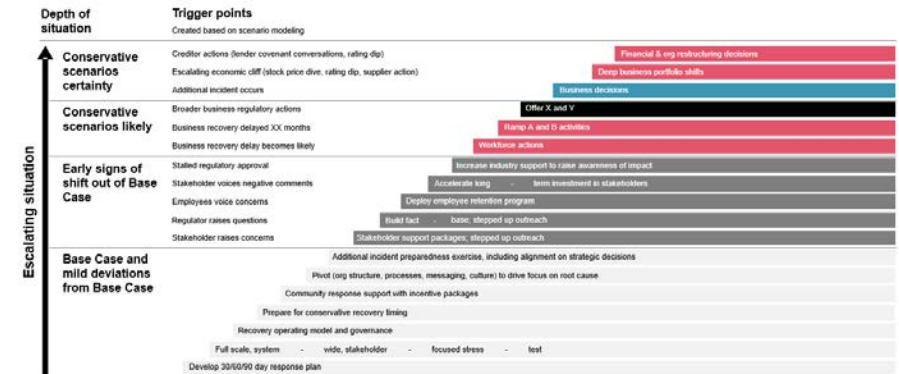 Depth of situation
Trigger points
Created based on scenario modeling
Escalating situation
Conservative scenarios certainty
Creditor actions (lender covenant conversations, rating dip)
Financial & org restructuring decisions
Escalating economic cliff (stock price dive, rating dip, supplier action)
Deep business portfolio shifts
Additional incident occurs
Business decisions
Conservative scenarios likely
Broader business regulatory actions
Offer X and Y
Business recovery delayed XX months
Ramp A and B activities
Business recovery delay becomes likely
Workforce actions
Early signs of shift out of Base Case
Stalled regulatory approval
Increase industry support to raise awareness of impact
Stakeholder voices negative comments
Accelerate long - term investment in stakeholders
Employees voice concerns
Deploy employee retention program
Regulator raises questions
Build fact - base; stepped up outreach
Stakeholder raises concerns
Stakeholder support packages; stepped up outreach
Base Case and mild deviations from Base Case
Additional incident preparedness exercise, including alignment on strategic decisions
Pivot (org structure, processes, messaging, culture) to drive focus on root cause
Community response support with incentive packages
Prepare for conservative recovery timing
Recovery operating model and governance
Full scale, system - wide, stakeholder - focused stress - test
Develop 30/60/90 day response plan